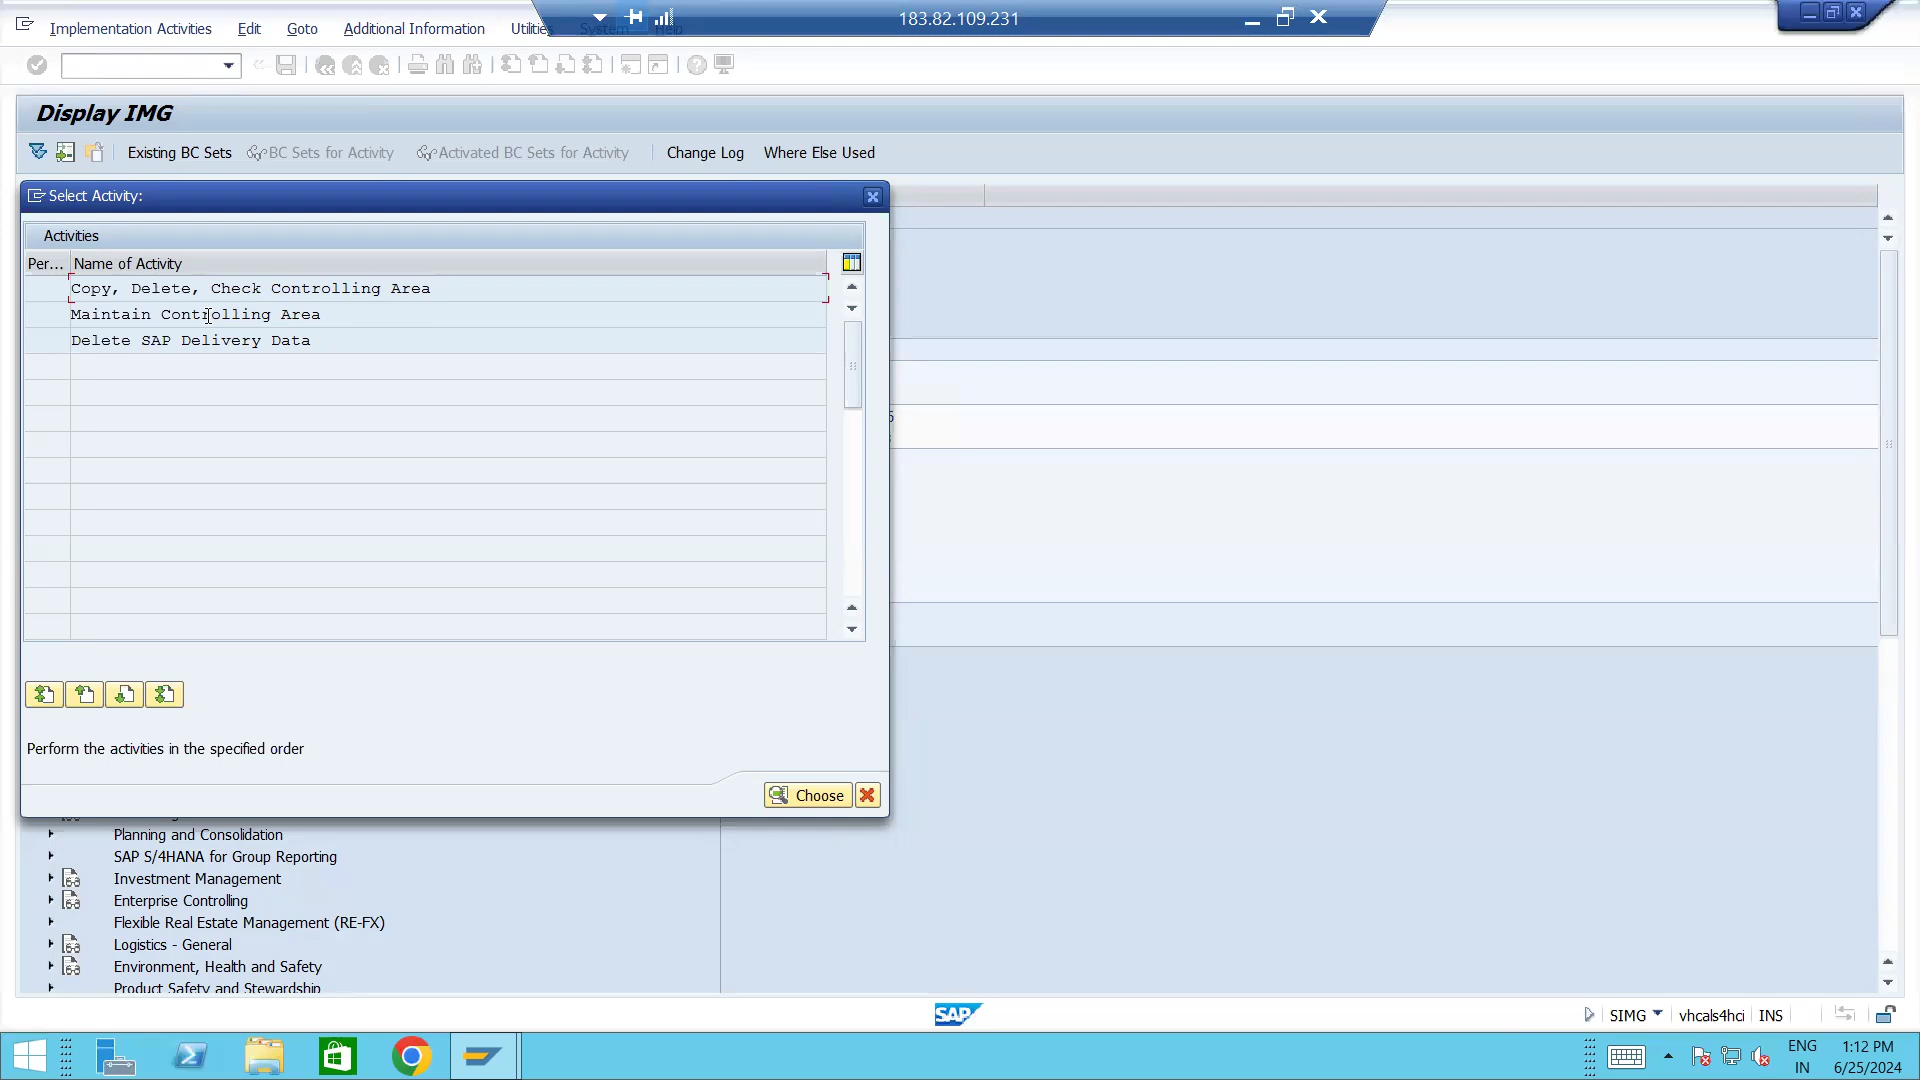 183.82.109.231
Implementation Activities Edit Goto Additional Information Utilities System Help
Display IMG
Existing BC Sets BC Sets for Activity Activated BC Sets for Activity Change Log Where Else Used
Select Activity:
Activities
Per... Name of Activity
Copy, Delete, Check Controlling Area
Maintain Controlling Area
Delete SAP Delivery Data
Perform the activities in the specified order
Choose
Planning and Consolidation
SAP S/4HANA for Group Reporting
Investment Management
Enterprise Controlling
Flexible Real Estate Management (RE-FX)
Logistics - General
Environment, Health and Safety
Product Safety and Stewardship
SAP SIMG vhcals4hci INS
ENG 1:12 PM
IN 6/25/2024